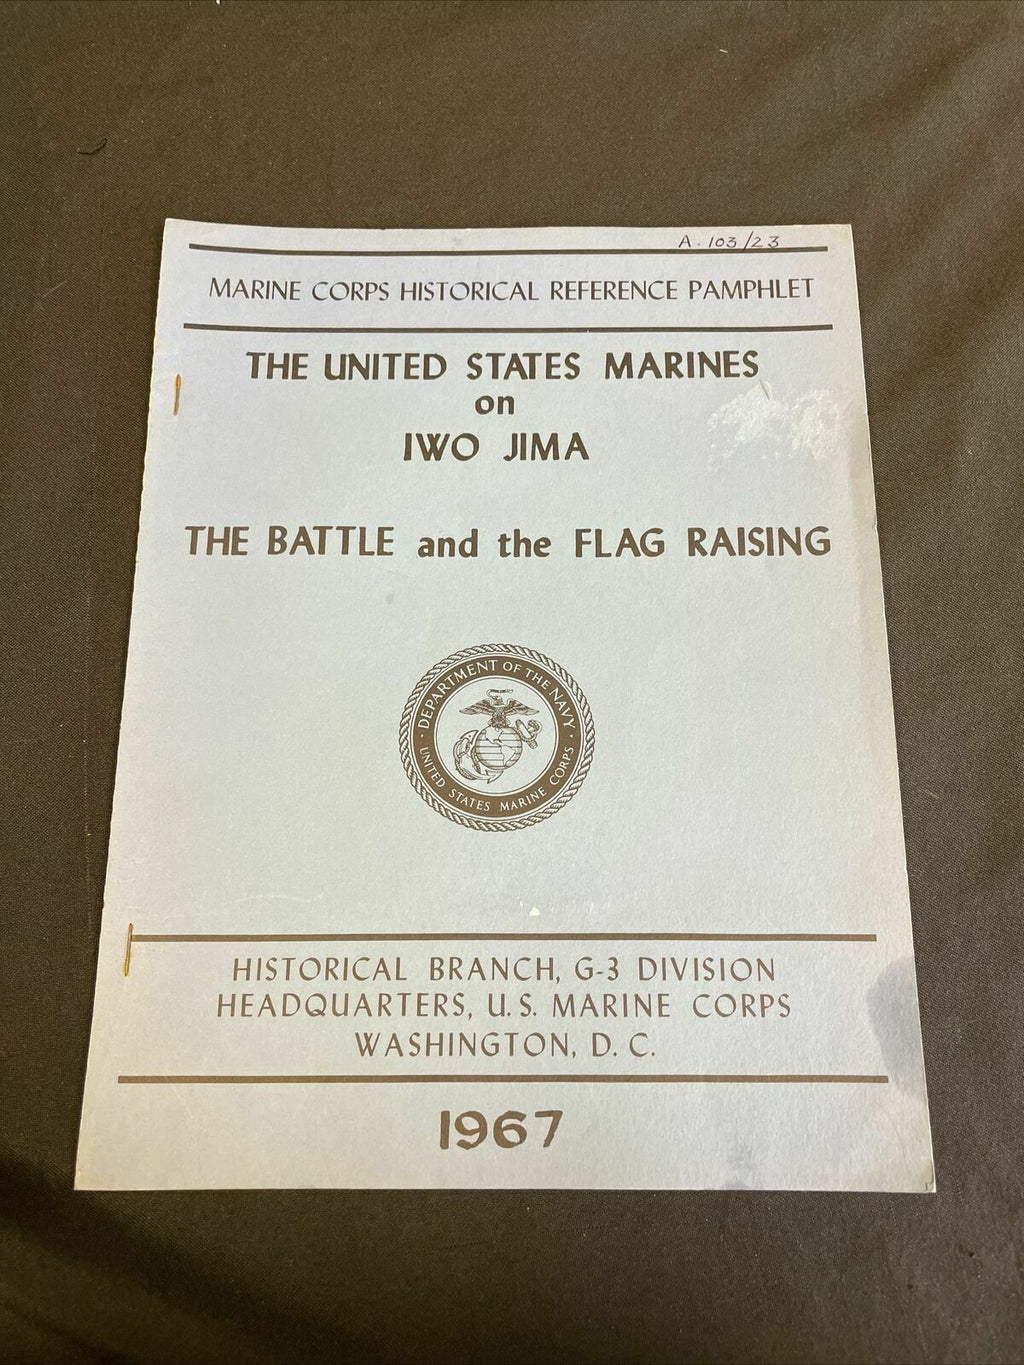 A-103/23
MARINE CORPS HISTORICAL REFERENCE PAMPHLET
THE UNITED STATES MARINES
on
IWO JIMA
THE BATTLE and the FLAG RAISING
DEPARTMENT OF THE NAVY
UNITED STATES MARINE CORPS
HISTORICAL BRANCH, G-3 DIVISION
HEADQUARTERS, U.S. MARINE CORPS
WASHINGTON, D. C.
1967